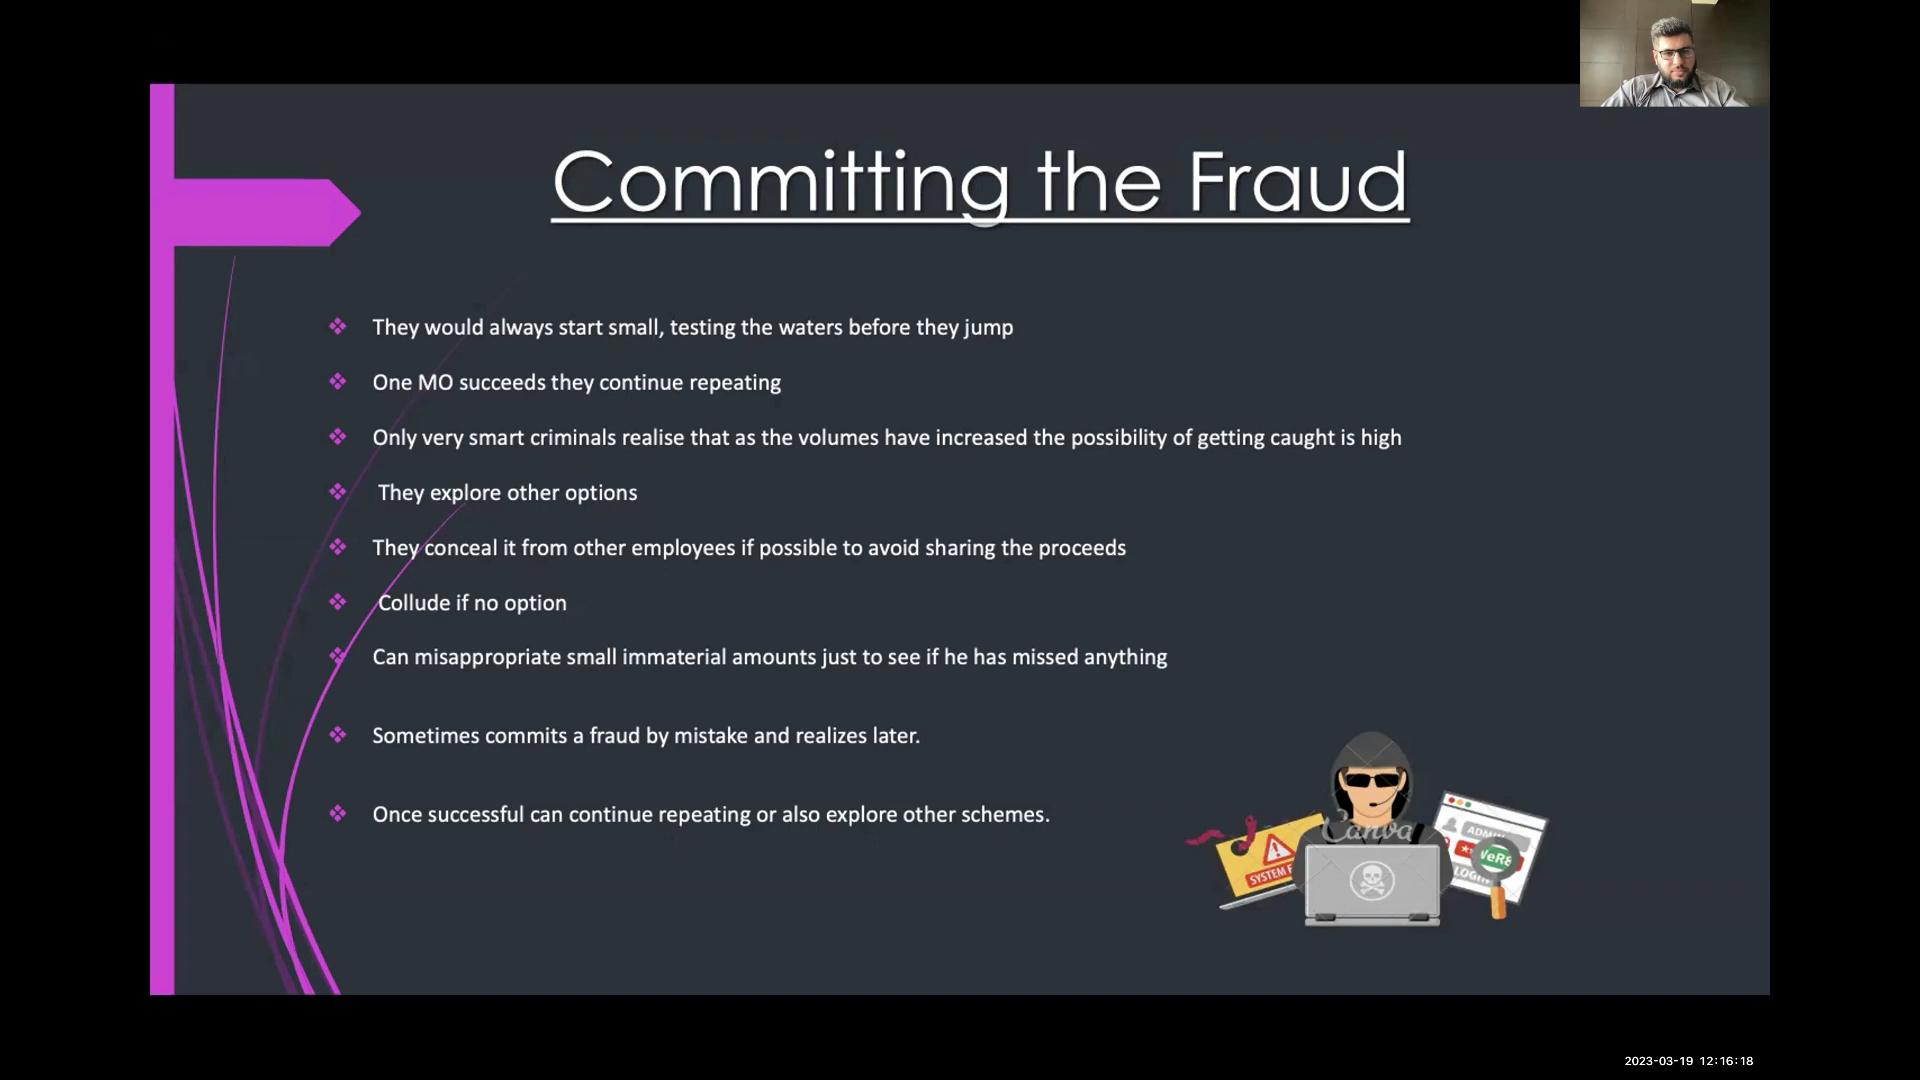 Committing the Fraud
They would always start small, testing the waters before they jump
One MO succeeds they continue repeating
Only very smart criminals realise that as the volumes have increased the possibility of getting caught is high
They explore other options
They conceal it from other employees if possible to avoid sharing the proceeds
Collude if no option
Can misappropriate small immaterial amounts just to see if he has missed anything
Sometimes commits a fraud by mistake and realizes later.
Once successful can continue repeating or also explore other schemes.
Canva
SYSTEM
2023-03-19 12:16:18